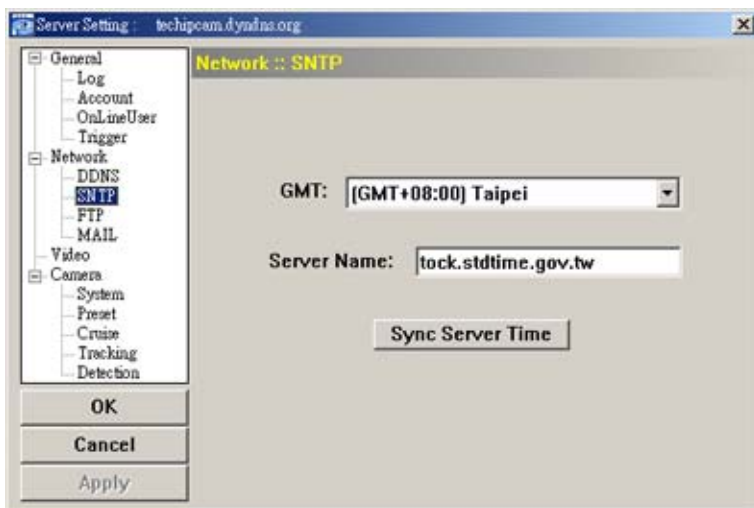 Server Setting : techipcam.dyndns.org
General
Log
Account
OnLineUser
Trigger
Network
DDNS
SNTP
FTP
MAIL
Video
Camera
System
Preset
Cruise
Tracking
Detection
OK
Cancel
Apply
Network :: SNTP
GMT: (GMT+08:00) Taipei
Server Name: tock.stdtime.gov.tw
Sync Server Time